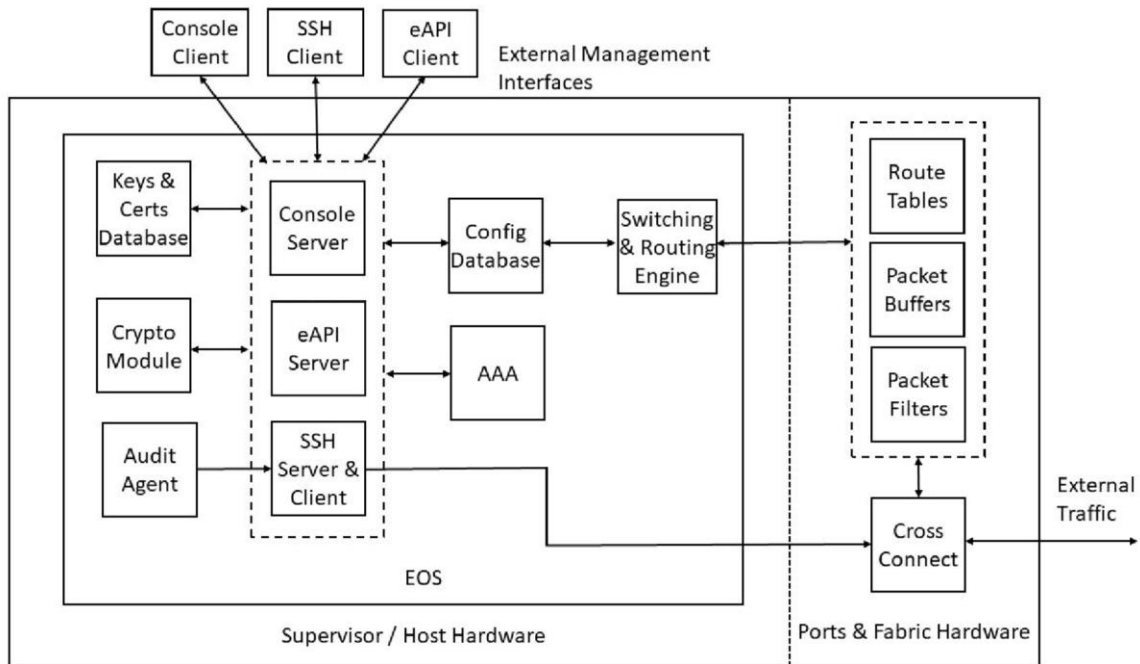 Console
Client
SSH
Client
eAPI
Client
External Management
Interfaces
Keys &
Certs
Database
Console
Server
Config
Database
Switching
& Routing
Engine
Route
Tables
Packet
Buffers
Packet
Filters
Crypto
Module
eAPI
Server
AAA
Audit
Agent
SSH
Server &
Client
Cross
Connect
External
Traffic
EOS
Supervisor / Host Hardware
Ports & Fabric Hardware